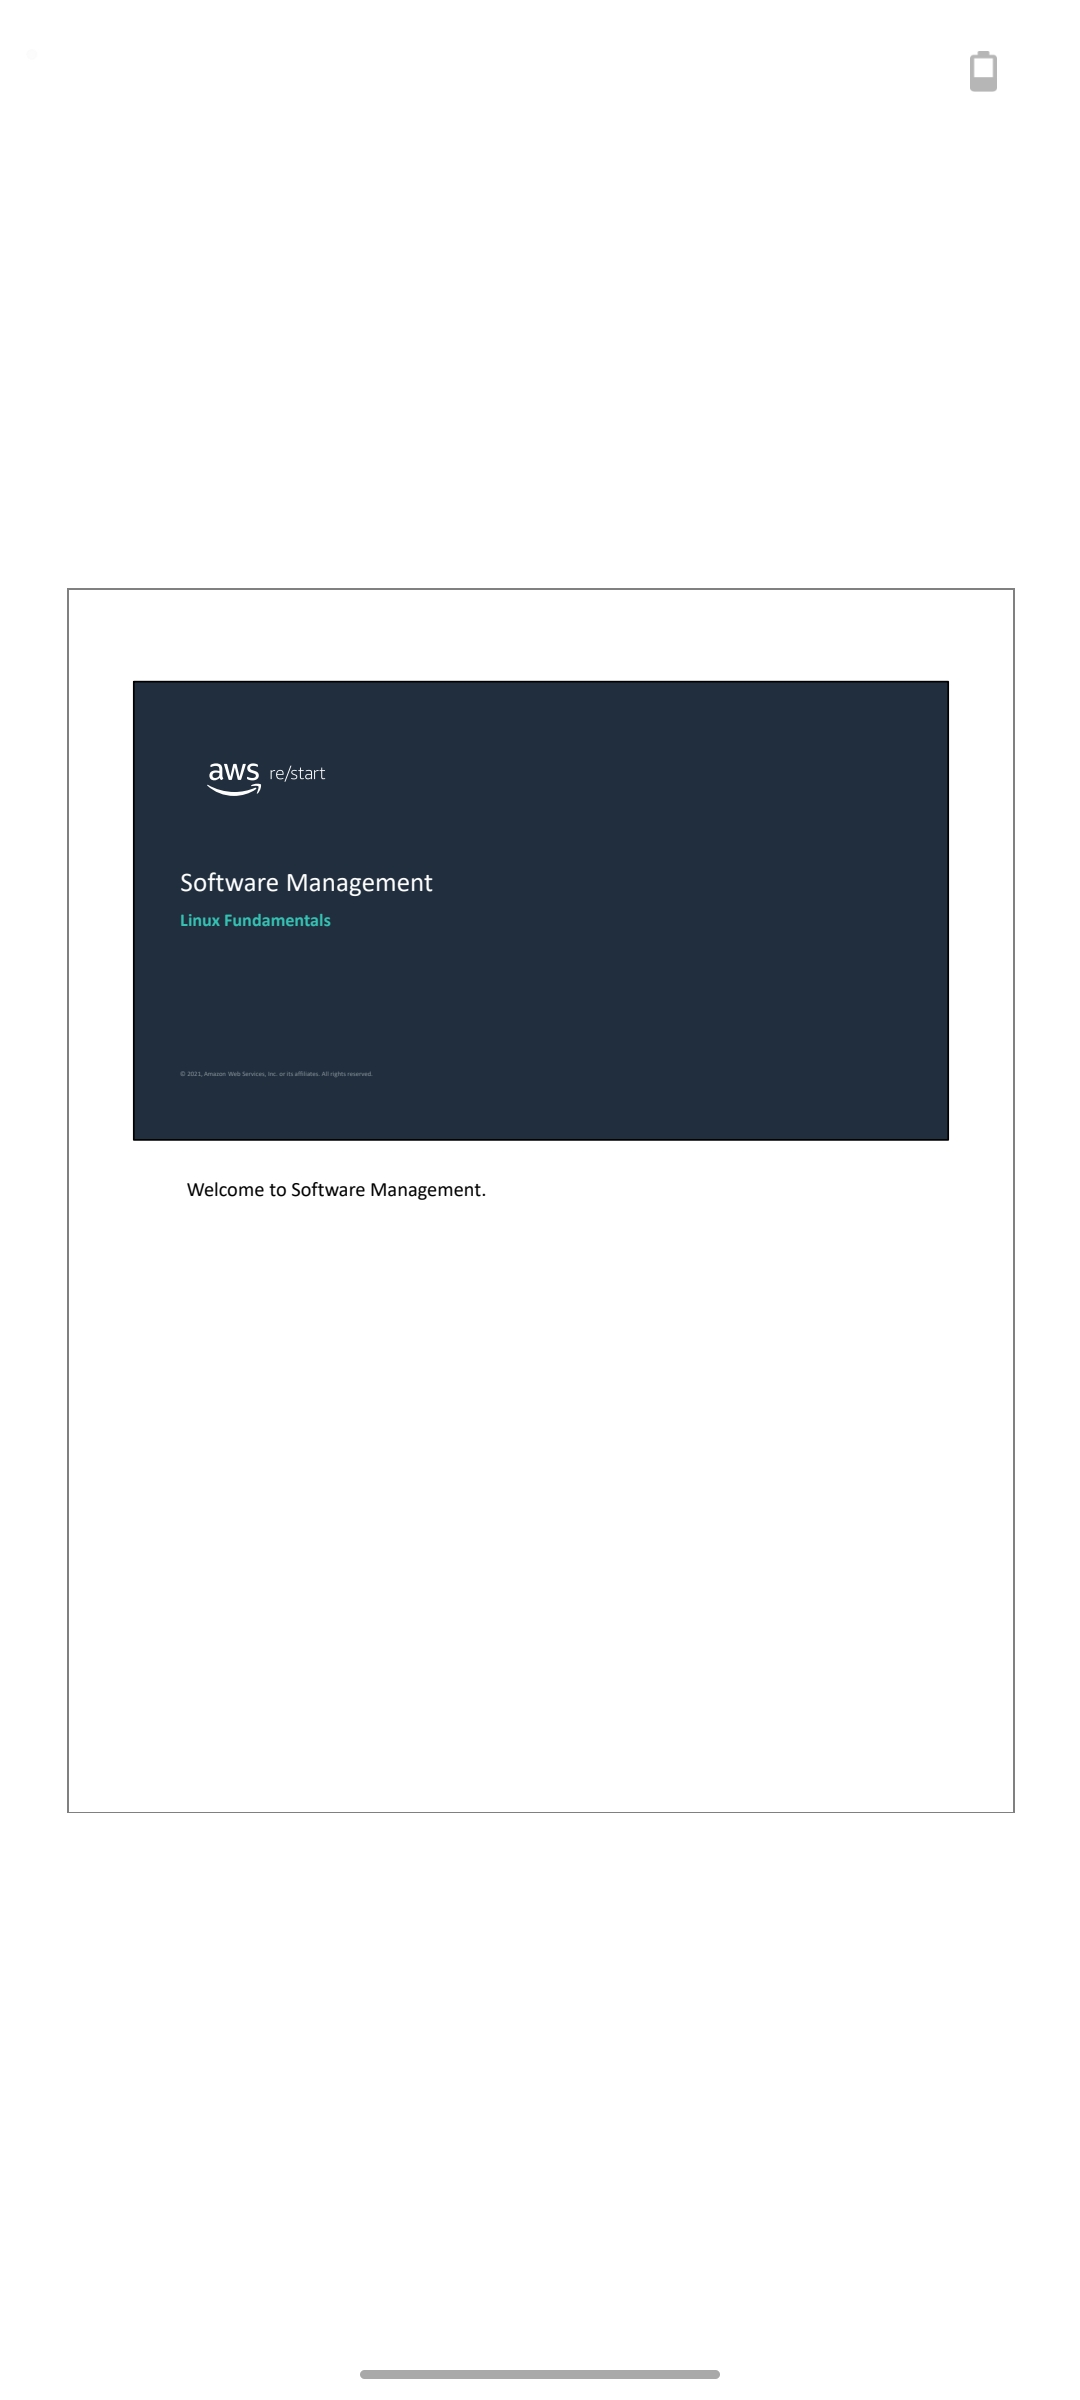 aws re/start
Software Management
Linux Fundamentals
© 2021, Amazon Web Services, Inc. or its affiliates. All rights reserved.
Welcome to Software Management.